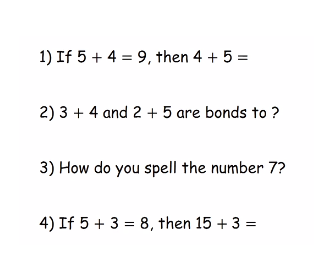 1) If 5 + 4 = 9, then 4 + 5 =
2) 3 + 4 and 2 + 5 are bonds to ?
3) How do you spell the number 7?
4) If 5 + 3 = 8, then 15 + 3 =